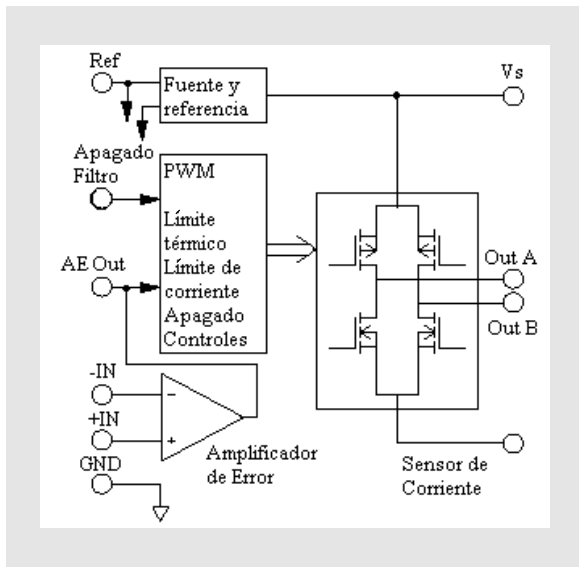 Ref
Fuente y
referencia
Vs
Apagado
Filtro
PWM
Límite
térmico
Límite de
corriente
Apagado
Controles
AE Out
Out A
Out B
-IN
+IN
GND
−
+
Amplificador
de Error
Sensor de
Corriente